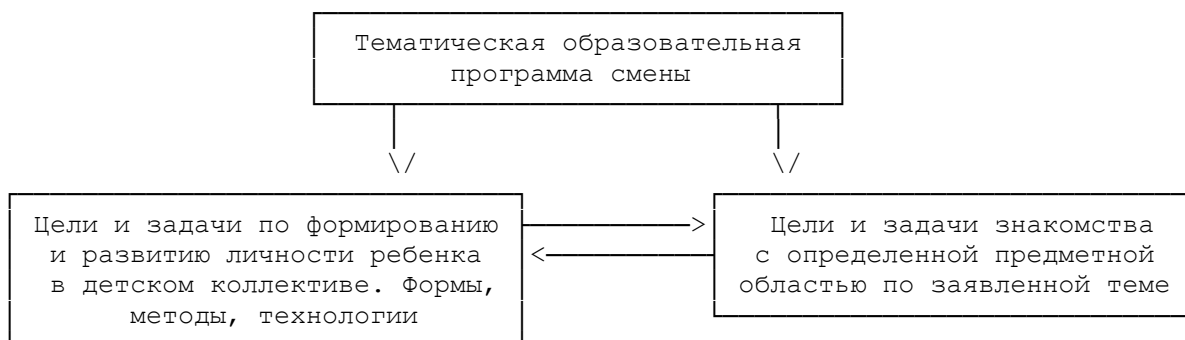 Тематическая образовательная
программа смены
Цели и задачи по формированию
и развитию личности ребенка
в детском коллективе. Формы,
методы, технологии
Цели и задачи знакомства
с определенной предметной
областью по заявленной теме